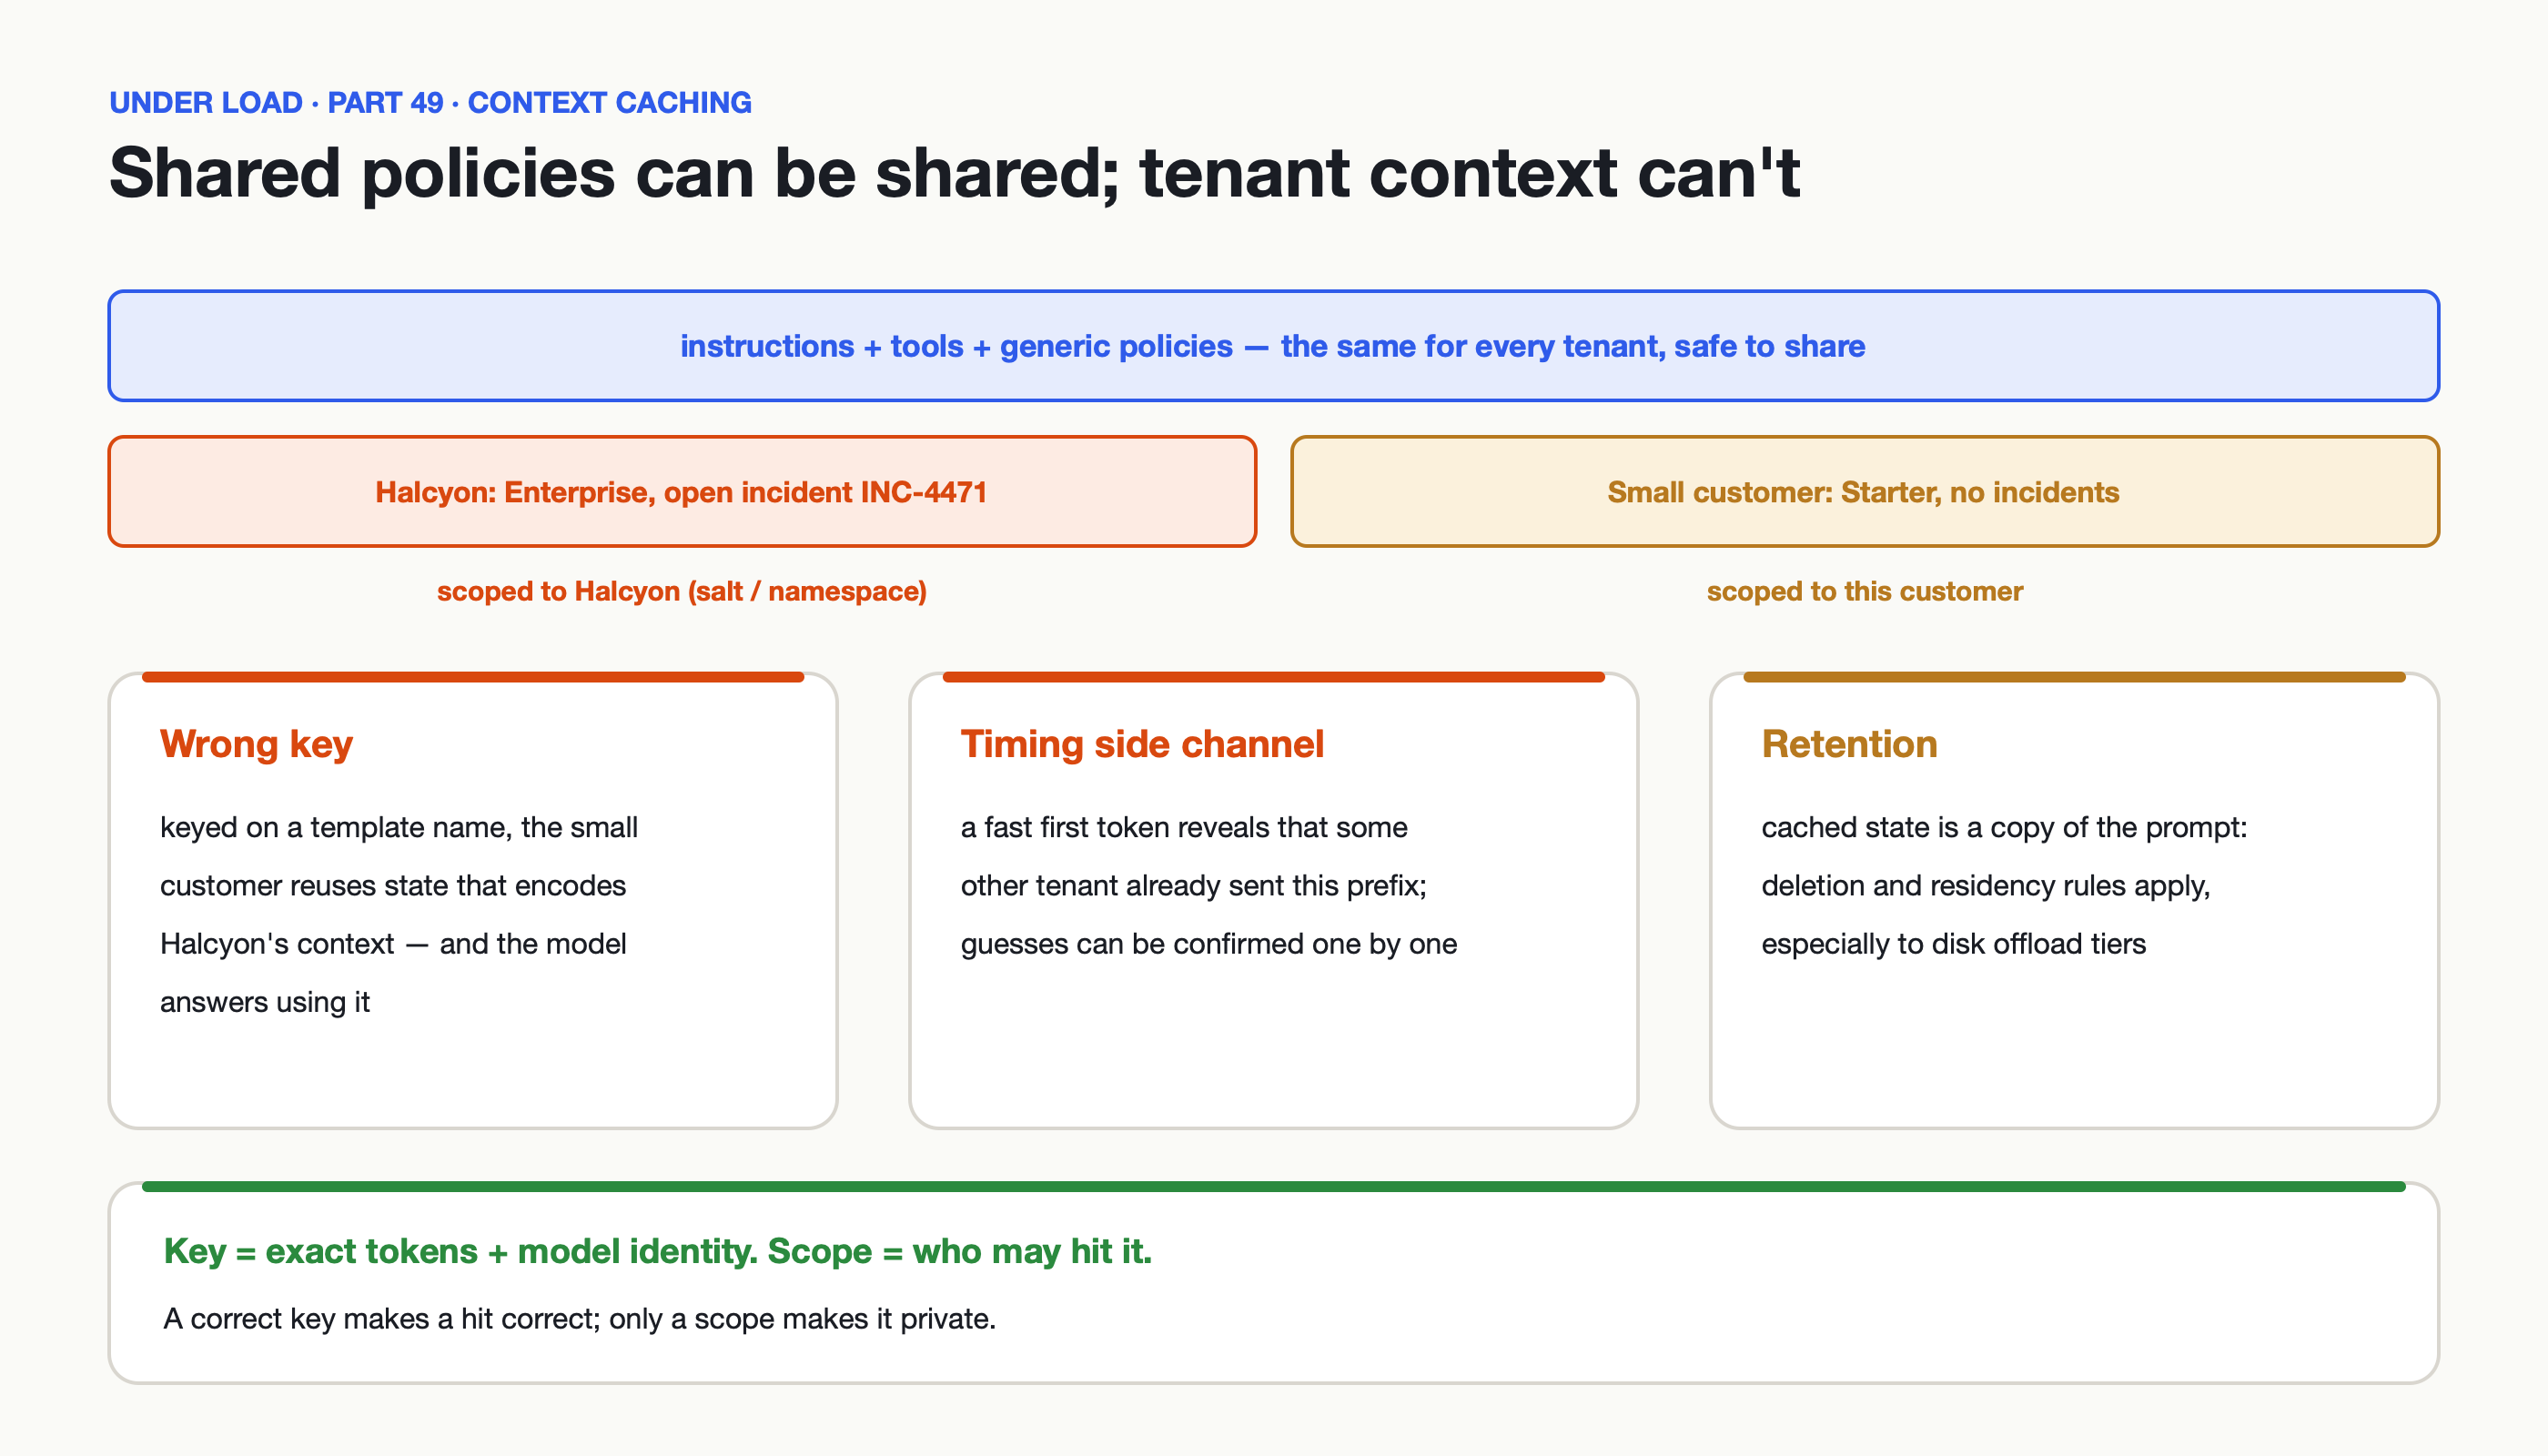 UNDER LOAD · PART 49 · CONTEXT CACHING
Shared policies can be shared; tenant context can't
instructions + tools + generic policies — the same for every tenant, safe to share
Halcyon: Enterprise, open incident INC-4471
Small customer: Starter, no incidents
scoped to Halcyon (salt / namespace)
scoped to this customer
Wrong key
keyed on a template name, the small
customer reuses state that encodes
Halcyon's context — and the model
answers using it
Timing side channel
a fast first token reveals that some
other tenant already sent this prefix;
guesses can be confirmed one by one
Retention
cached state is a copy of the prompt:
deletion and residency rules apply,
especially to disk offload tiers
Key = exact tokens + model identity. Scope = who may hit it.
A correct key makes a hit correct; only a scope makes it private.